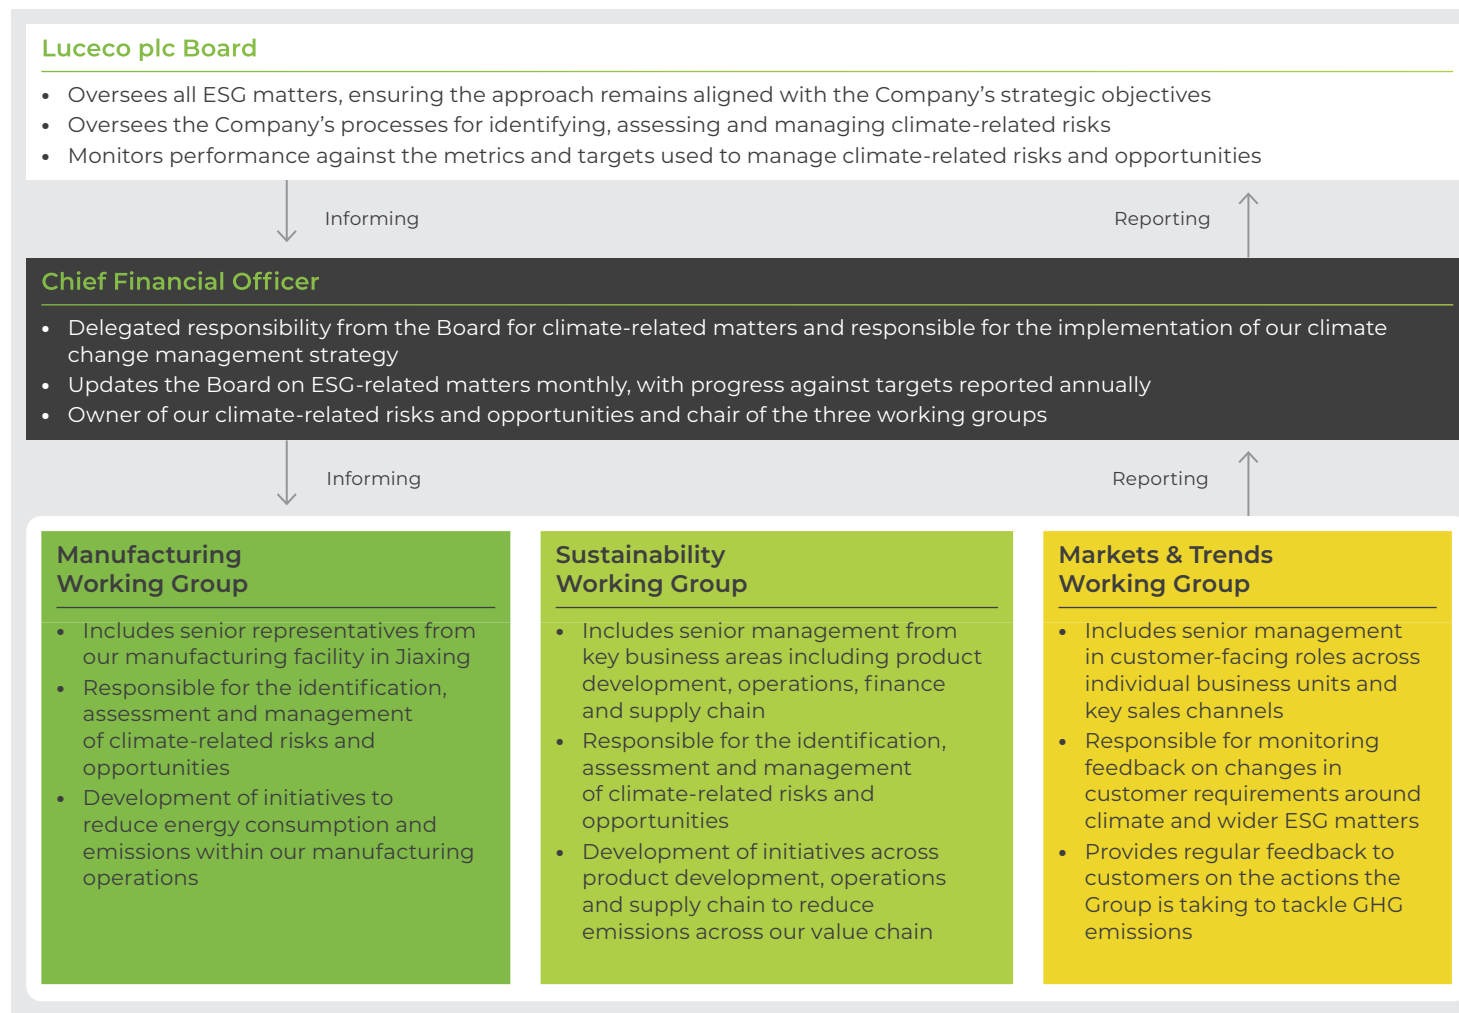 Luceco plc Board
• Oversees all ESG matters, ensuring the approach remains aligned with the Company’s strategic objectives
• Oversees the Company’s processes for identifying, assessing and managing climate-related risks
• Monitors performance against the metrics and targets used to manage climate-related risks and opportunities
Informing
Reporting
Chief Financial Officer
• Delegated responsibility from the Board for climate-related matters and responsible for the implementation of our climate
change management strategy
• Updates the Board on ESG-related matters monthly, with progress against targets reported annually
• Owner of our climate-related risks and opportunities and chair of the three working groups
Informing
Reporting
Manufacturing
Working Group
• Includes senior representatives from
our manufacturing facility in Jiaxing
• Responsible for the identification,
assessment and management
of climate-related risks and
opportunities
• Development of initiatives to
reduce energy consumption and
emissions within our manufacturing
operations
Sustainability
Working Group
• Includes senior management from
key business areas including product
development, operations, finance
and supply chain
• Responsible for the identification,
assessment and management
of climate-related risks and
opportunities
• Development of initiatives across
product development, operations
and supply chain to reduce
emissions across our value chain
Markets & Trends
Working Group
• Includes senior management
in customer-facing roles across
individual business units and
key sales channels
• Responsible for monitoring
feedback on changes in
customer requirements around
climate and wider ESG matters
• Provides regular feedback to
customers on the actions the
Group is taking to tackle GHG
emissions